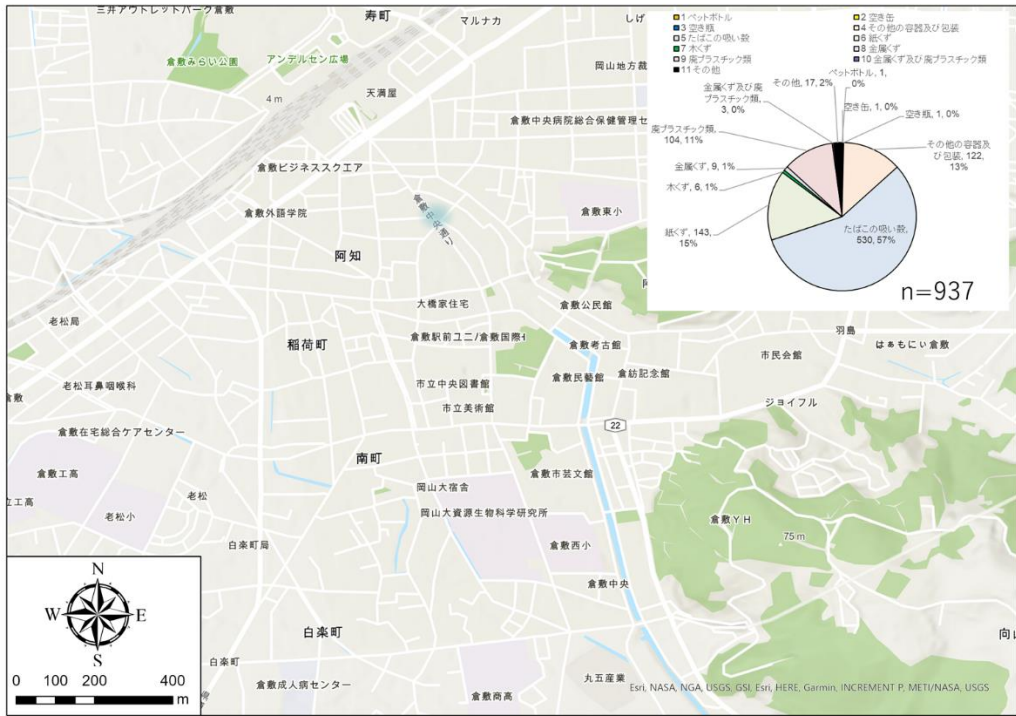 三井アウトレットパーク倉敷
寿町
マルナカ
しげ
倉敷みらい公園
アンデルセン広場
岡山地方裁
4 m
天満屋
倉敷中央病院総合保健管理セ
倉敷ビジネススクエア
倉敷中央通り
倉敷外語学院
倉敷東小
阿知
大橋家住宅
倉敷公民館
老松局
稲荷町
倉敷駅前ユニ/倉敷国際ホ
倉敷考古館
羽島
市民会館
はぁもにぃ倉敷
倉敷
老松耳鼻咽喉科
市立中央図書館
倉敷民藝館
倉紡記念館
市立美術館
ジョイフル
22
倉敷在宅総合ケアセンター
南町
倉敷工高
倉敷市芸文館
立工高
老松
岡山大宿舎
老松小
岡山大資源生物科学研究所
倉敷YH
75 m
白楽町局
倉敷西小
倉敷中央
白楽町
向山
白楽町
倉敷成人病センター
倉敷商高
丸五産業
1 ペットボトル
2 空き缶
3 空き瓶
4 その他の容器及び包装
5 たばこの吸い殻
6 紙くず
7 木くず
8 金属くず
9 廃プラスチック類
10 金属くず及び廃プラスチック類
11 その他
ペットボトル, 1,
0%
空き缶, 1, 0%
空き瓶, 1, 0%
その他の容器及
び包装, 122,
13%
たばこの吸い殻,
530, 57%
紙くず, 143,
15%
木くず, 6, 1%
金属くず, 9, 1%
廃プラスチック類,
104, 11%
金属くず及び廃
プラスチック類,
3, 0%
その他, 17, 2%
n=937
N
W
E
S
0 100 200 400
m
Esri, NASA, NGA, USGS, GSI, Esri, HERE, Garmin, INCREMENT P, METI/NASA, USGS